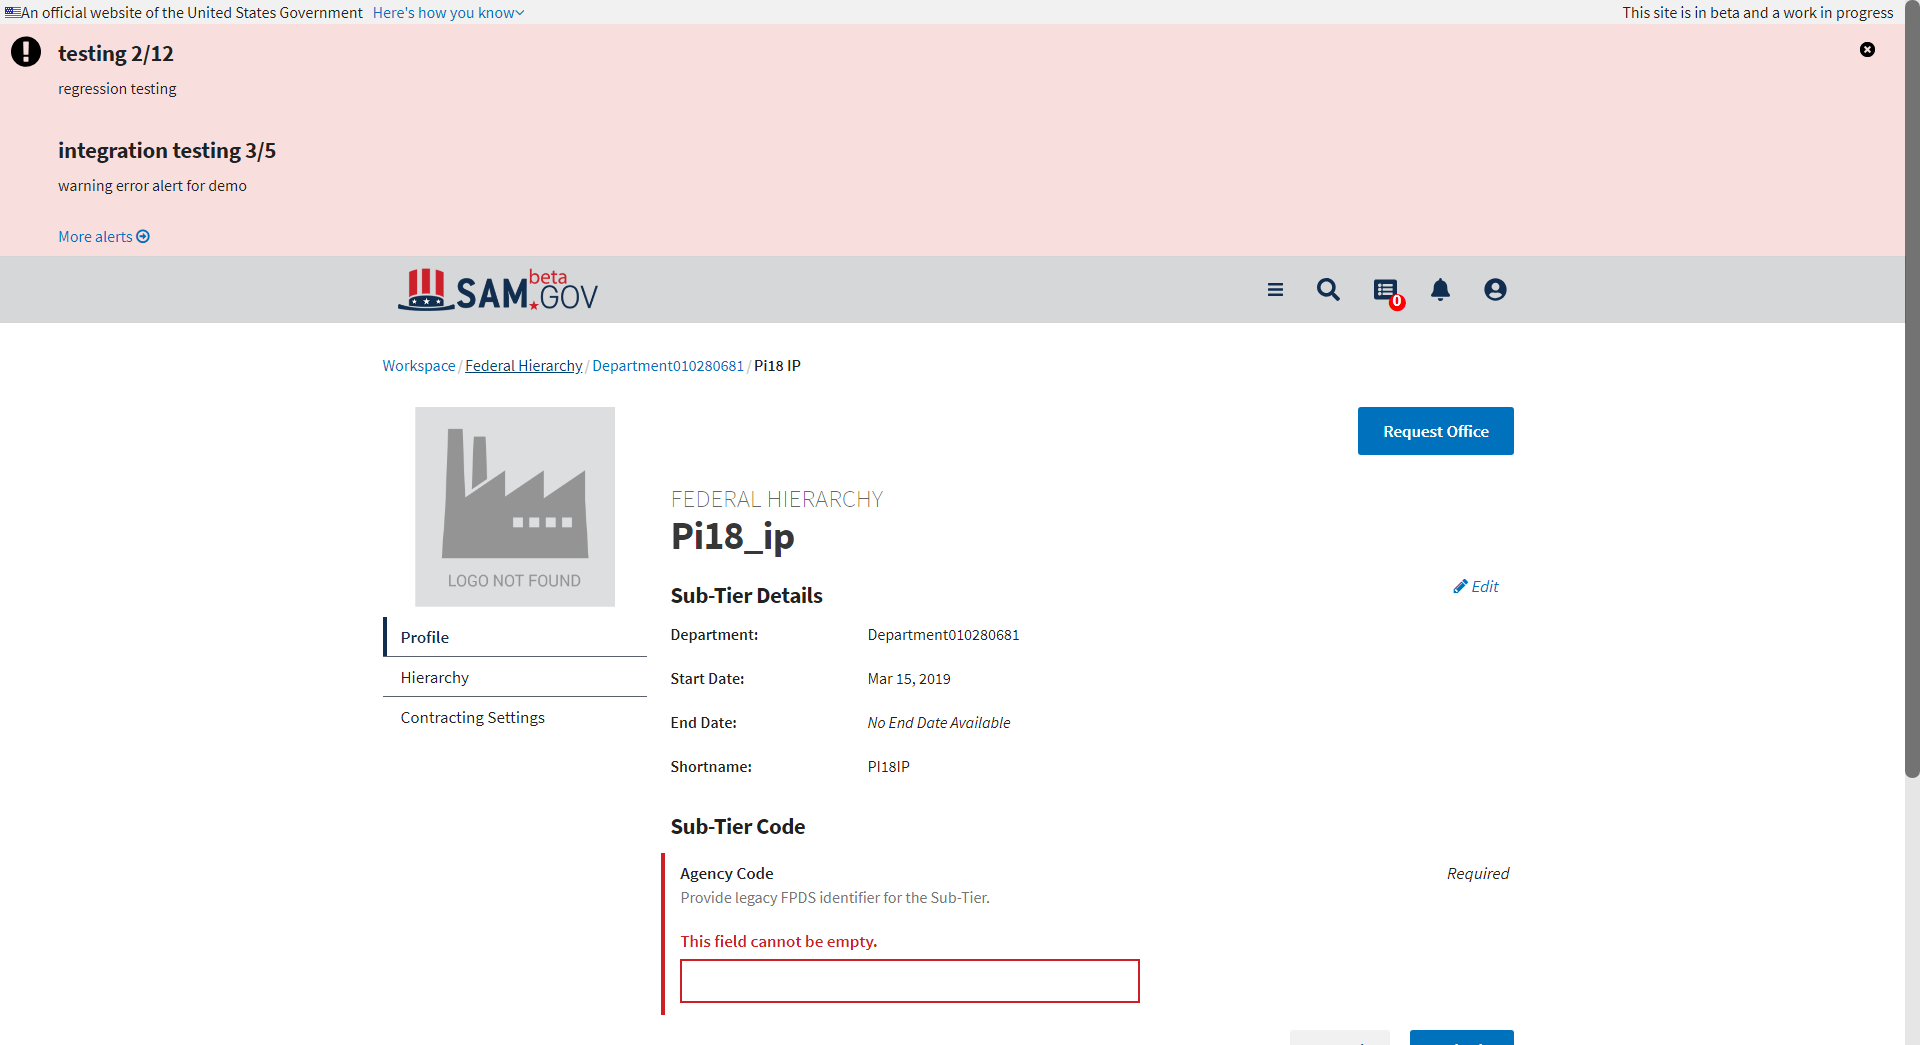 An official website of the United States Government Here's how you know
This site is in beta and a work in progress
testing 2/12
regression testing
integration testing 3/5
warning error alert for demo
More alerts
SAM.GOV beta
0
Workspace / Federal Hierarchy / Department010280681 / Pi18 IP
LOGO NOT FOUND
Request Office
FEDERAL HIERARCHY
Pi18_ip
Sub-Tier Details
Edit
Department: Department010280681
Start Date: Mar 15, 2019
End Date: No End Date Available
Shortname: PI18IP
Profile
Hierarchy
Contracting Settings
Sub-Tier Code
Agency Code
Required
Provide legacy FPDS identifier for the Sub-Tier.
This field cannot be empty.